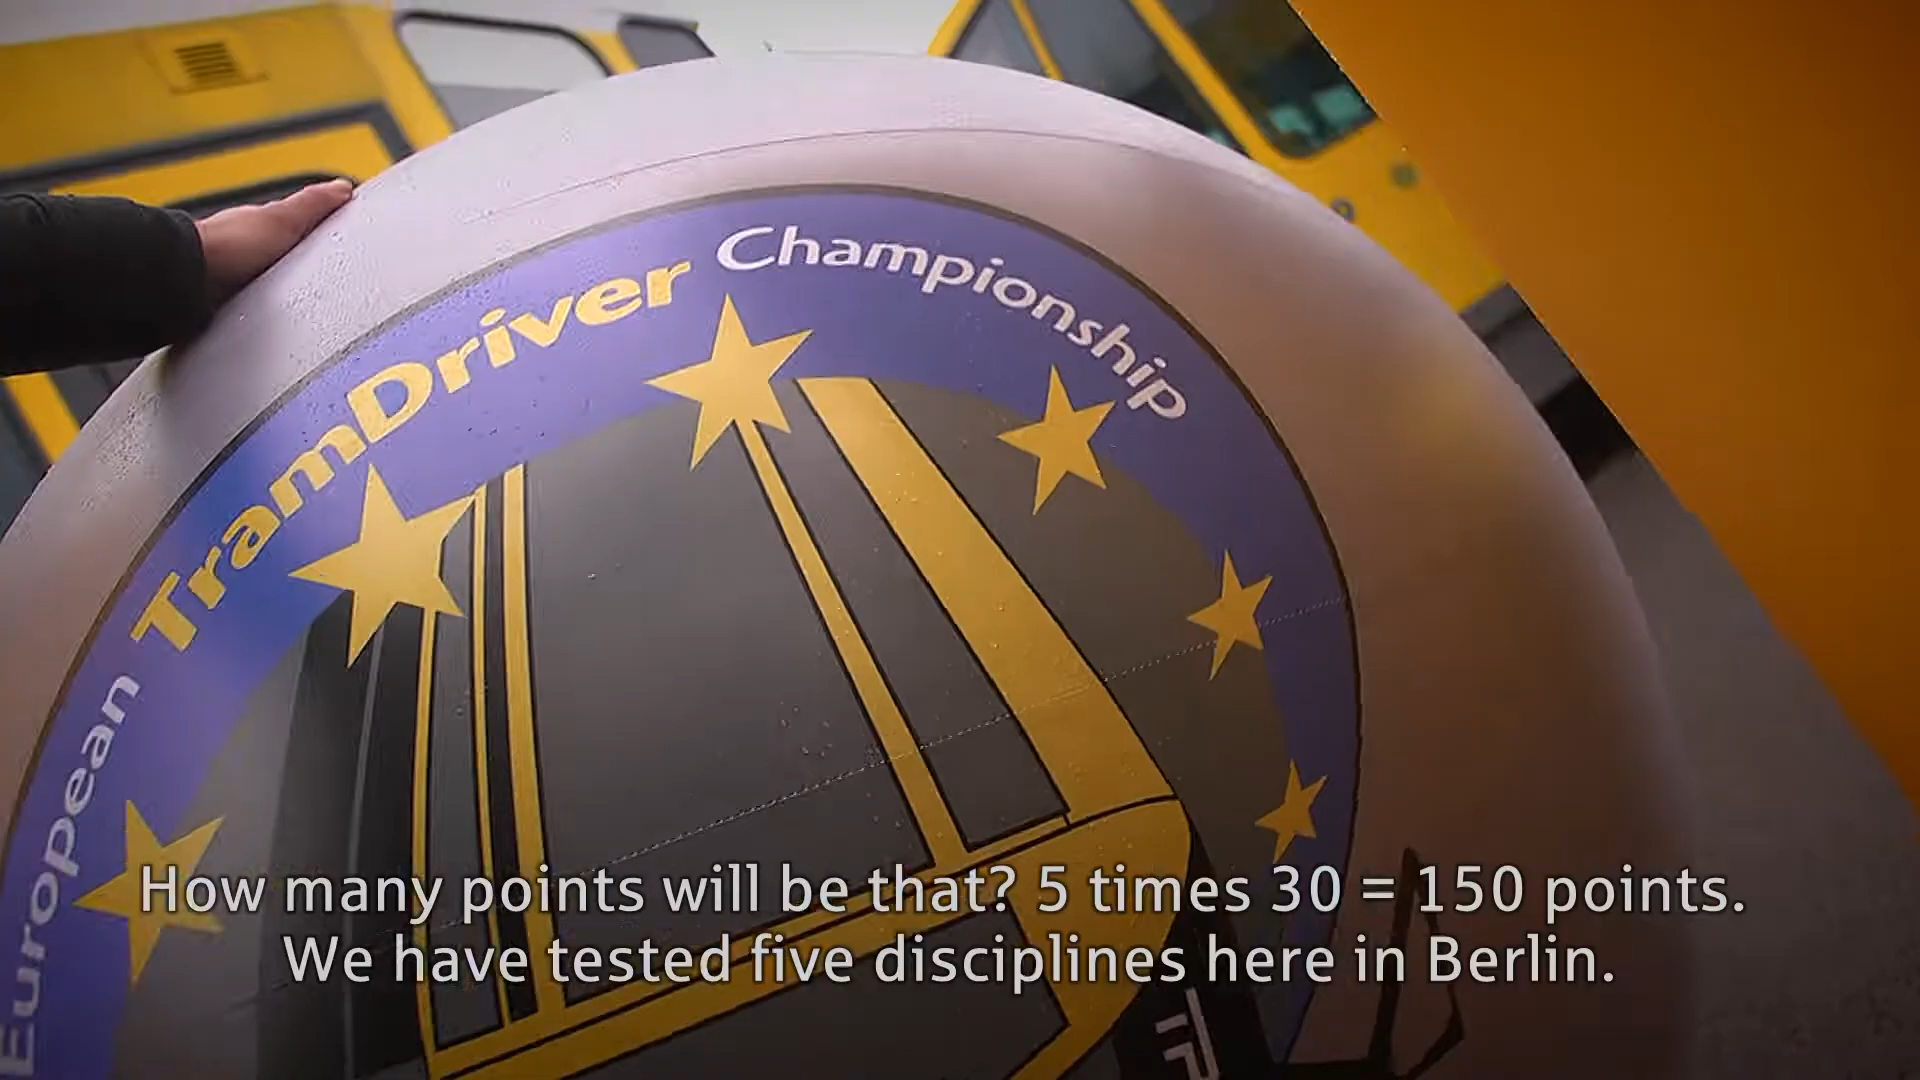 European TramDriver Championship
How many points will be that? 5 times 30 = 150 points.
We have tested five disciplines here in Berlin.